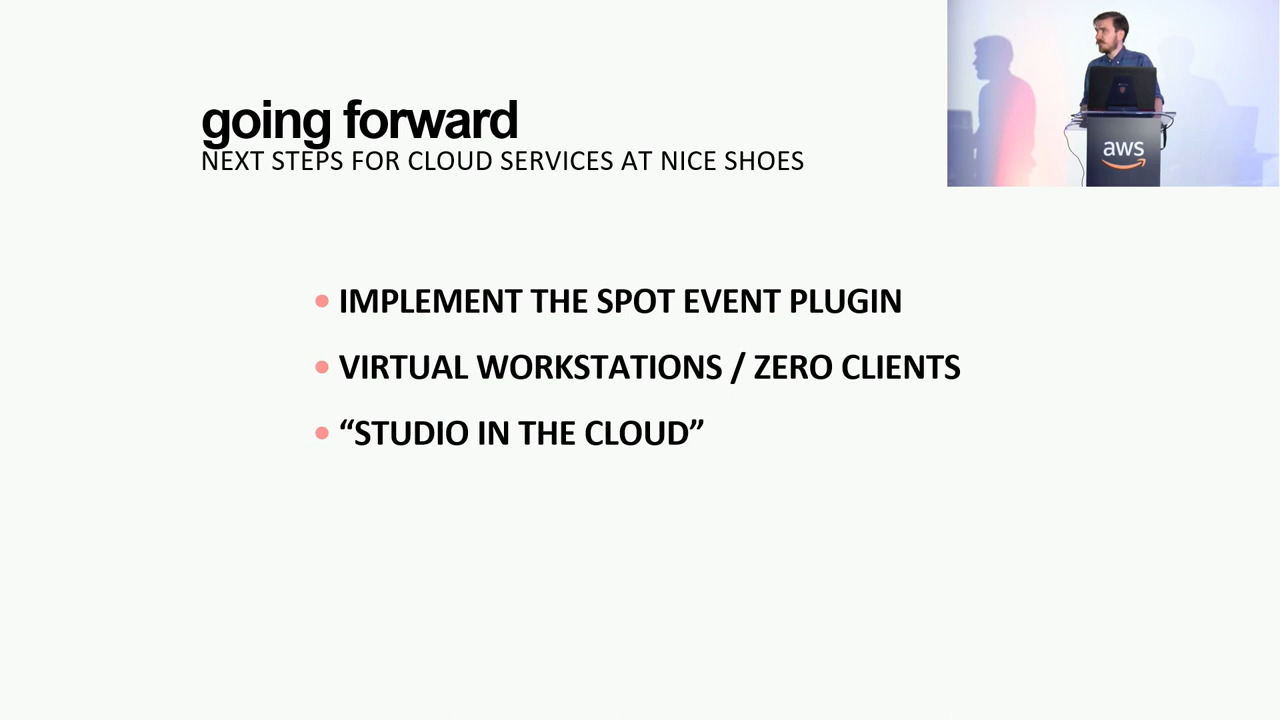 going forward
NEXT STEPS FOR CLOUD SERVICES AT NICE SHOES
• IMPLEMENT THE SPOT EVENT PLUGIN
• VIRTUAL WORKSTATIONS / ZERO CLIENTS
• “STUDIO IN THE CLOUD”
aws